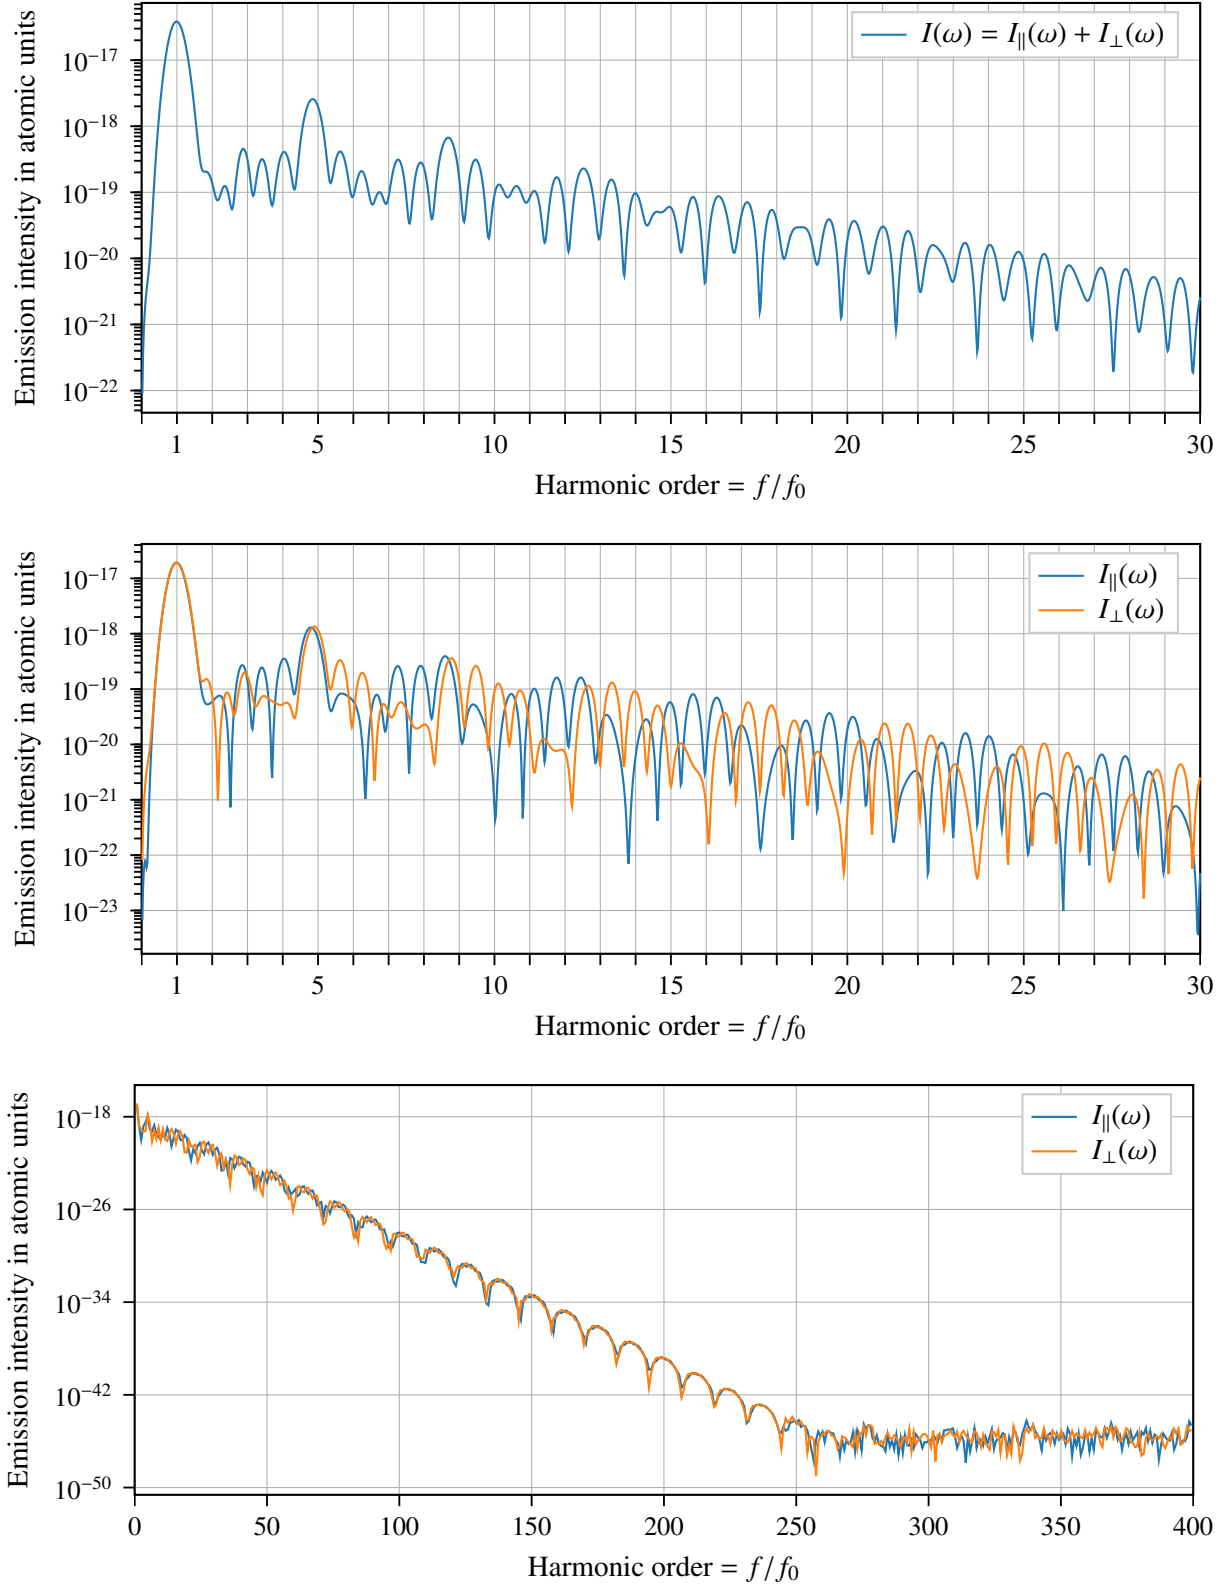 Emission intensity in atomic units
10⁻¹⁷
10⁻¹⁸
10⁻¹⁹
10⁻²⁰
10⁻²¹
10⁻²²
I(ω) = I∥(ω) + I⊥(ω)
1 5 10 15 20 25 30
Harmonic order = f/f₀
Emission intensity in atomic units
10⁻¹⁷
10⁻¹⁸
10⁻¹⁹
10⁻²⁰
10⁻²¹
10⁻²²
10⁻²³
I∥(ω)
I⊥(ω)
1 5 10 15 20 25 30
Harmonic order = f/f₀
Emission intensity in atomic units
10⁻¹⁸
10⁻²⁶
10⁻³⁴
10⁻⁴²
10⁻⁵⁰
I∥(ω)
I⊥(ω)
0 50 100 150 200 250 300 350 400
Harmonic order = f/f₀